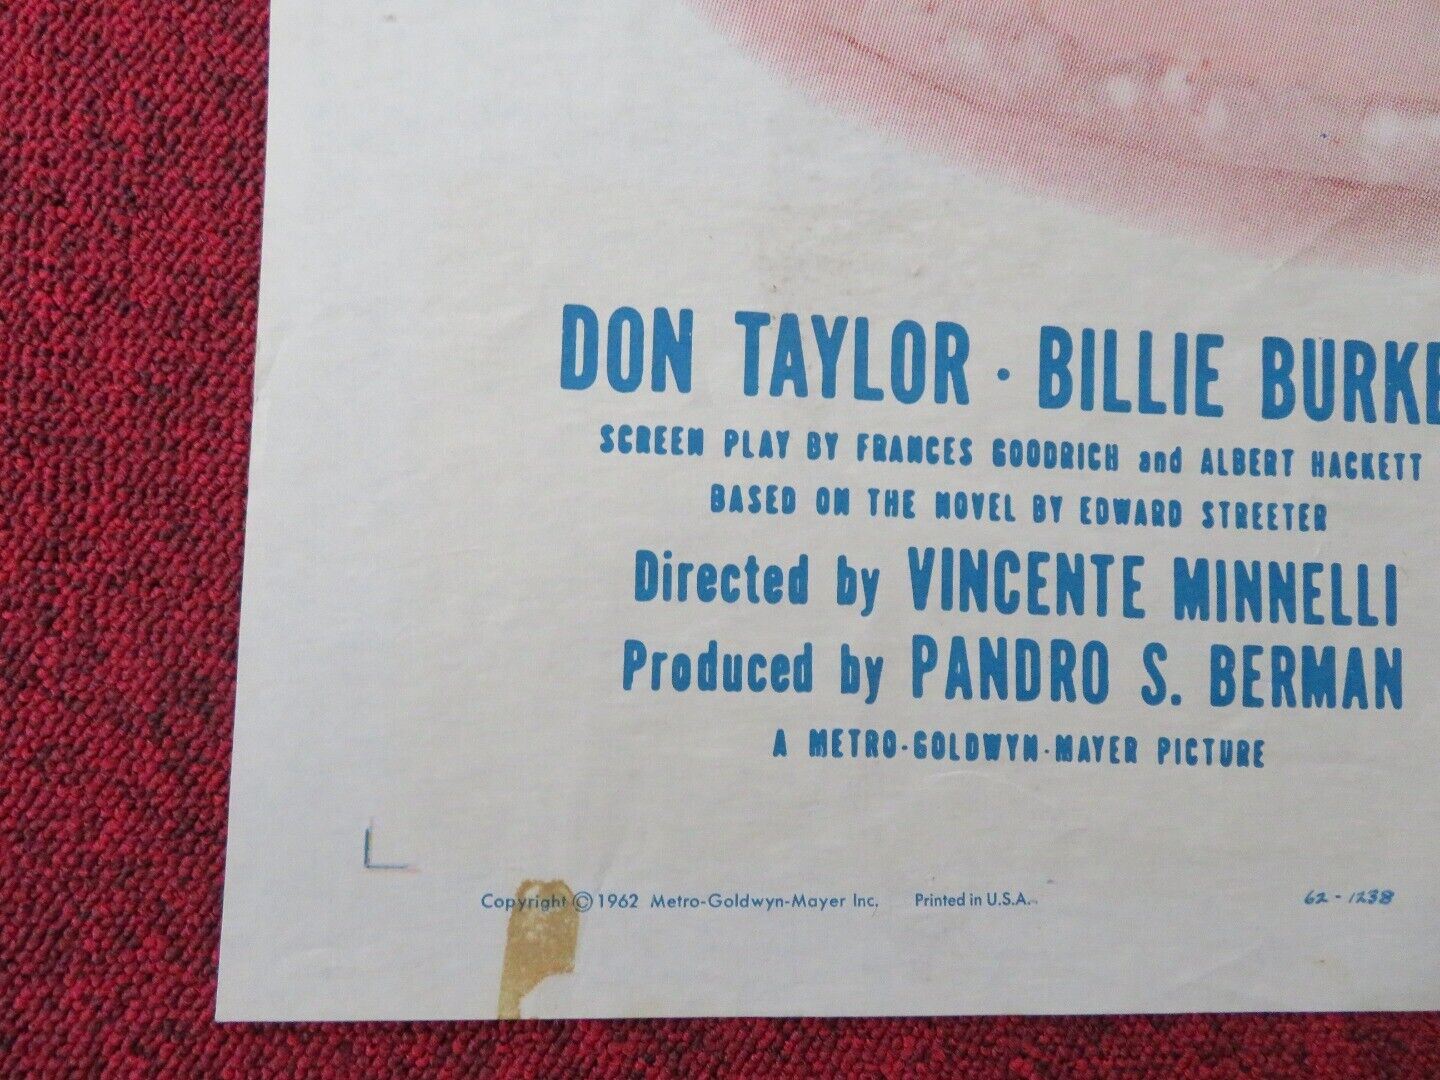 DON TAYLOR · BILLIE BURKE
SCREEN PLAY BY FRANCES GOODRICH and ALBERT HACKETT
BASED ON THE NOVEL BY EDWARD STREETER
Directed by VINCENTE MINNELLI
Produced by PANDRO S. BERMAN
A METRO-GOLDWYN-MAYER PICTURE
Copyright © 1962 Metro-Goldwyn-Mayer Inc. Printed in U.S.A. 62-1238